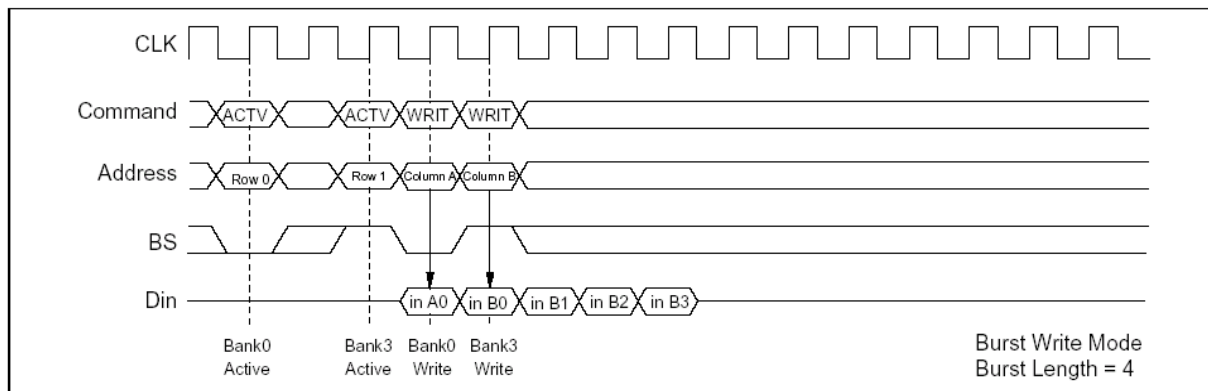 CLK
Command ACTV ACTV WRIT WRIT
Address Row 0 Row 1 Column A Column B
BS
Din in A0 in B0 in B1 in B2 in B3
Bank0 Bank3 Bank0 Bank3
Active Active Write Write
Burst Write Mode
Burst Length = 4